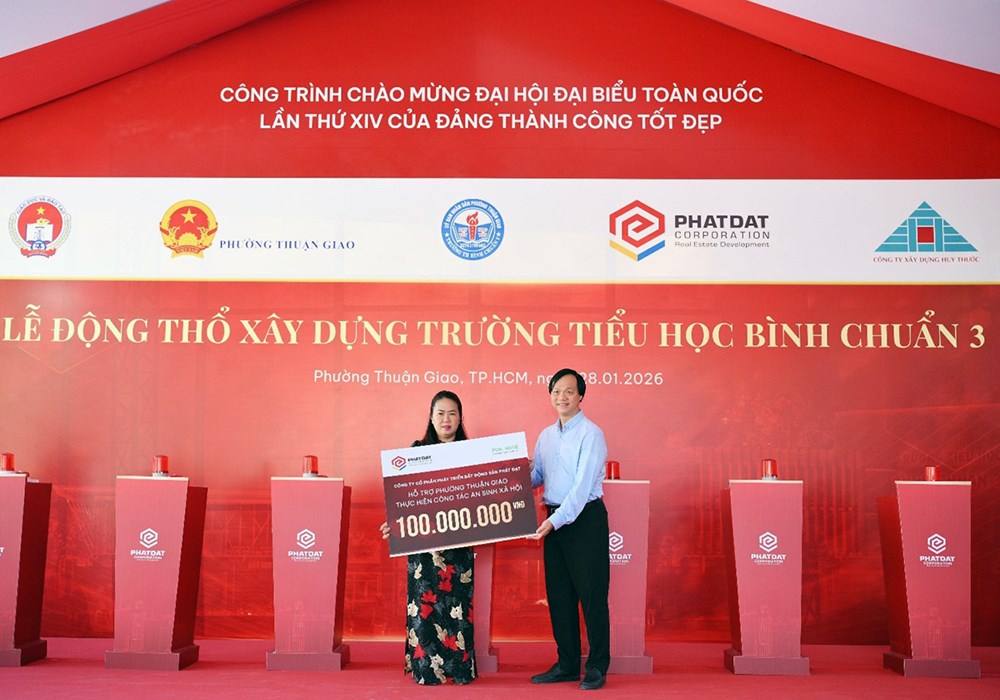 CÔNG TRÌNH CHÀO MỪNG ĐẠI HỘI ĐẠI BIỂU TOÀN QUỐC
LẦN THỨ XIV CỦA ĐẢNG THÀNH CÔNG TỐT ĐẸP
PHƯỜNG THUẬN GIAO
PHATDAT
CORPORATION
Real Estate Development
CÔNG TY XÂY DỰNG HUY THƯỚC
LỄ ĐỘNG THỔ XÂY DỰNG TRƯỜNG TIỂU HỌC BÌNH CHUẨN 3
Phường Thuận Giao, TP.HCM, 28.01.2026
PHATDAT
CÔNG TY CỔ PHẦN PHÁT TRIỂN BẤT ĐỘNG SẢN PHÁT ĐẠT
HỖ TRỢ PHƯỜNG THUẬN GIAO
THỰC HIỆN CÔNG TÁC AN SINH XÃ HỘI
100.000.000 VNĐ
PHATDAT
CORPORATION
PHATDAT
CORPORATION
PHATDAT
PHATDAT
CORPORATION
PHATDAT
CORPORATION